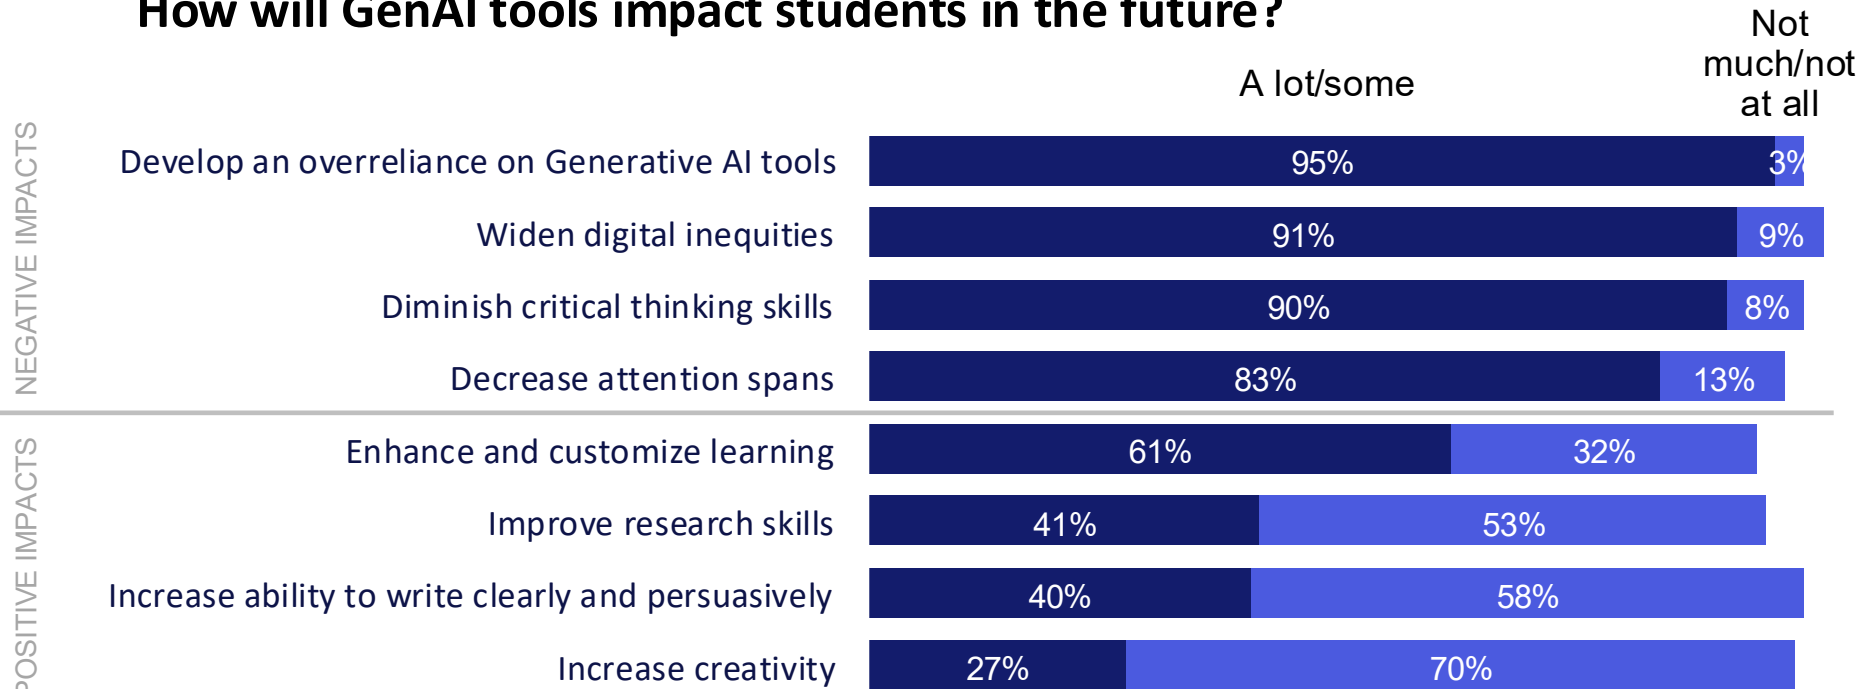 How will GenAI tools impact students in the future?
A lot/some
Not
much/not
at all
NEGATIVE IMPACTS
Develop an overreliance on Generative AI tools
95%
3%
Widen digital inequities
91%
9%
Diminish critical thinking skills
90%
8%
Decrease attention spans
83%
13%
POSITIVE IMPACTS
Enhance and customize learning
61%
32%
Improve research skills
41%
53%
Increase ability to write clearly and persuasively
40%
58%
Increase creativity
27%
70%